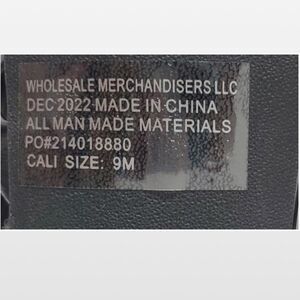 WHOLESALE MERCHANDISERS LLC
DEC 2022 MADE IN CHINA
ALL MAN MADE MATERIALS
PO#214018880
CALI SIZE: 9M